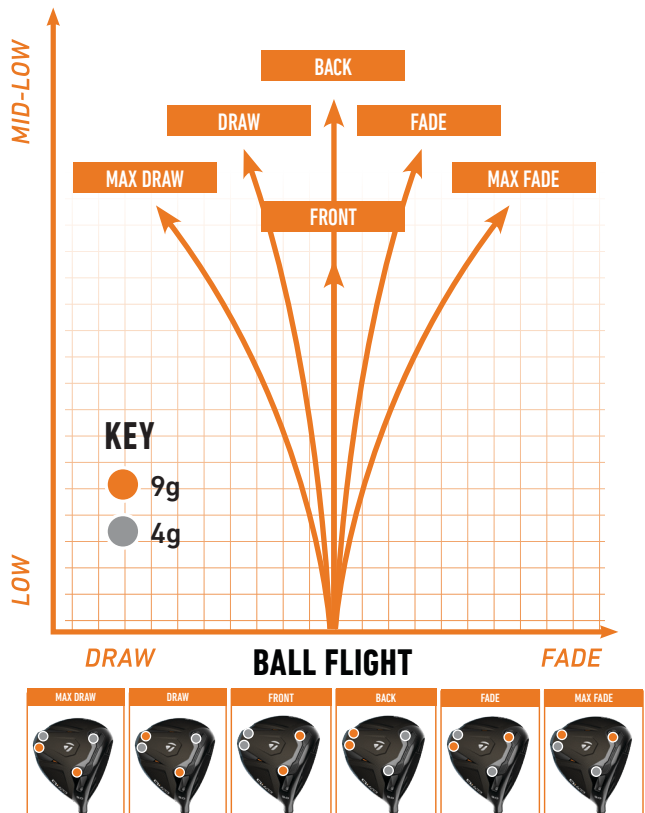 MID-LOW
BACK
DRAW
FADE
MAX DRAW
MAX FADE
FRONT
KEY
9g
4g
LOW
DRAW
BALL FLIGHT
FADE
MAX DRAW
DRAW
FRONT
BACK
FADE
MAX FADE